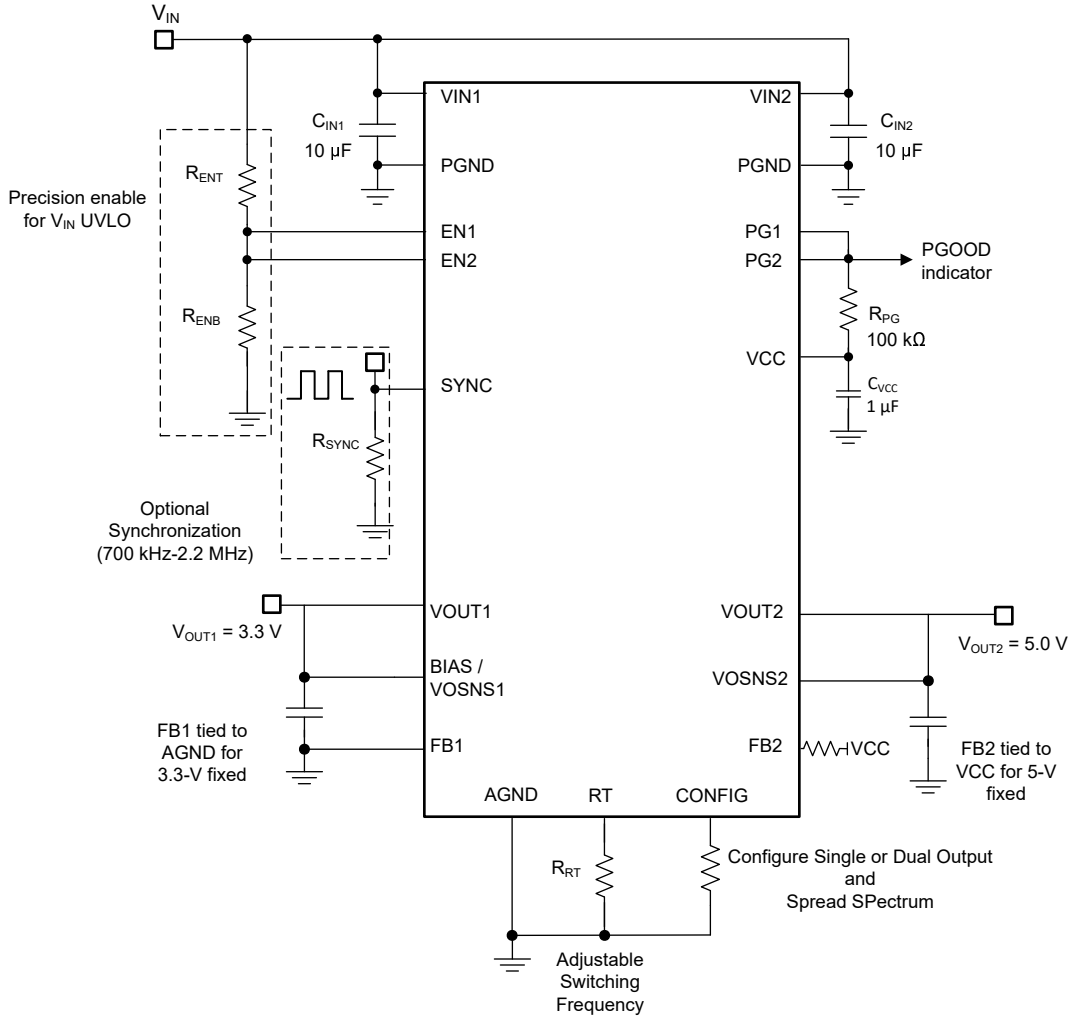 VIN
VIN1
VIN2
CIN1
10 µF
CIN2
10 µF
PGND
PGND
RENT
Precision enable
for VIN UVLO
EN1
EN2
PG1
PG2
PGOOD
indicator
RENB
RPG
100 kΩ
VCC
SYNC
CVCC
1 µF
RSYNC
Optional
Synchronization
(700 kHz-2.2 MHz)
VOUT1
VOUT2
VOUT1 = 3.3 V
VOUT2 = 5.0 V
BIAS /
VOSNS1
VOSNS2
FB1 tied to
AGND for
3.3-V fixed
FB1
FB2
VCC
FB2 tied to
VCC for 5-V
fixed
AGND
RT
CONFIG
RRT
Configure Single or Dual Output
and
Spread SPectrum
Adjustable
Switching
Frequency